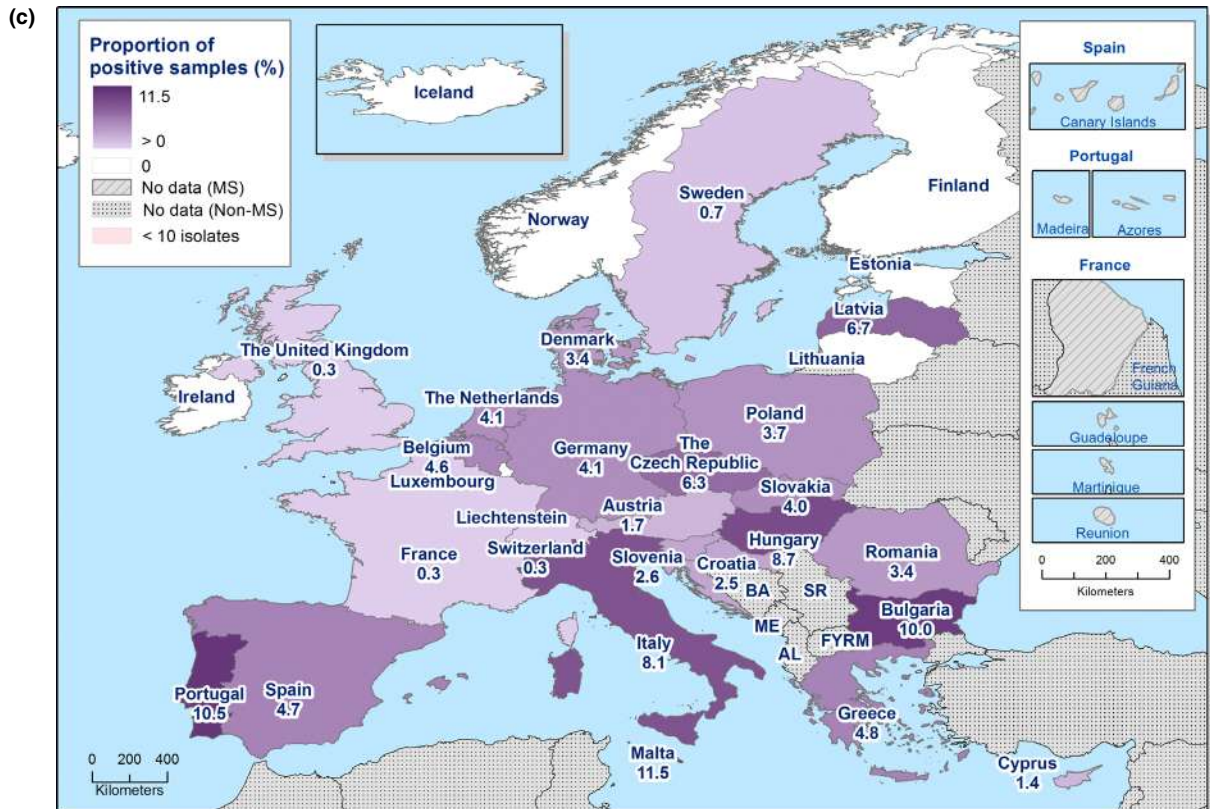 (c)
Proportion of
positive samples (%)
11.5
> 0
0
No data (MS)
No data (Non-MS)
< 10 isolates
Iceland
Norway
Sweden
0.7
Finland
Estonia
Latvia
6.7
Lithuania
Denmark
3.4
The United Kingdom
0.3
Ireland
The Netherlands
4.1
Belgium
4.6
Luxembourg
Germany
4.1
Poland
3.7
The
Czech Republic
6.3
Slovakia
4.0
Austria
1.7
Liechtenstein
Switzerland
0.3
France
0.3
Slovenia
2.6
Croatia
2.5
Hungary
8.7
Romania
3.4
BA
SR
ME
AL
FYRM
Bulgaria
10.0
Italy
8.1
Portugal
10.5
Spain
4.7
Greece
4.8
Malta
11.5
Cyprus
1.4
0 200 400
Kilometers
Spain
Canary Islands
Portugal
Madeira
Azores
France
French
Guiana
Guadeloupe
Martinique
Reunion
0 200 400
Kilometers